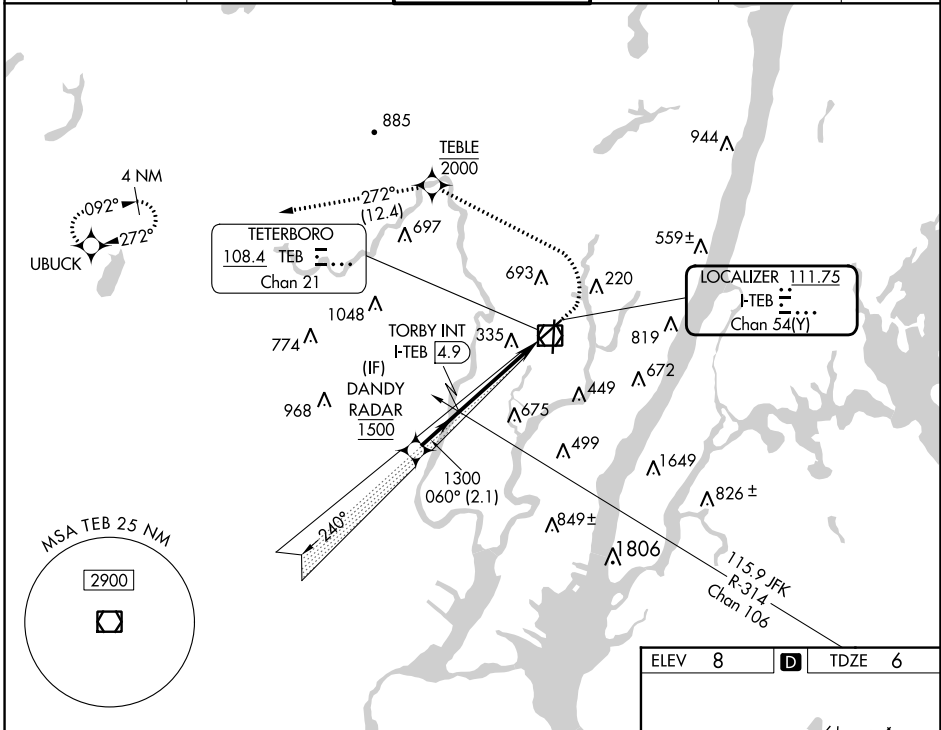 885
944
TEBLE
2000
4 NM
092°
272°
UBUCK
272°
(12.4)
697
TETERBORO
108.4 TEB
Chan 21
559±
693
220
LOCALIZER 111.75
I-TEB
Chan 54(Y)
1048
774
TORBY INT
I-TEB 4.9
335
819
(IF)
DANDY
RADAR
1500
968
672
449
675
499
1300
060° (2.1)
1649
826 ±
849±
240°
1806
MSA TEB 25 NM
2900
115.9 JFK
R-314
Chan 106
ELEV 8 D TDZE 6